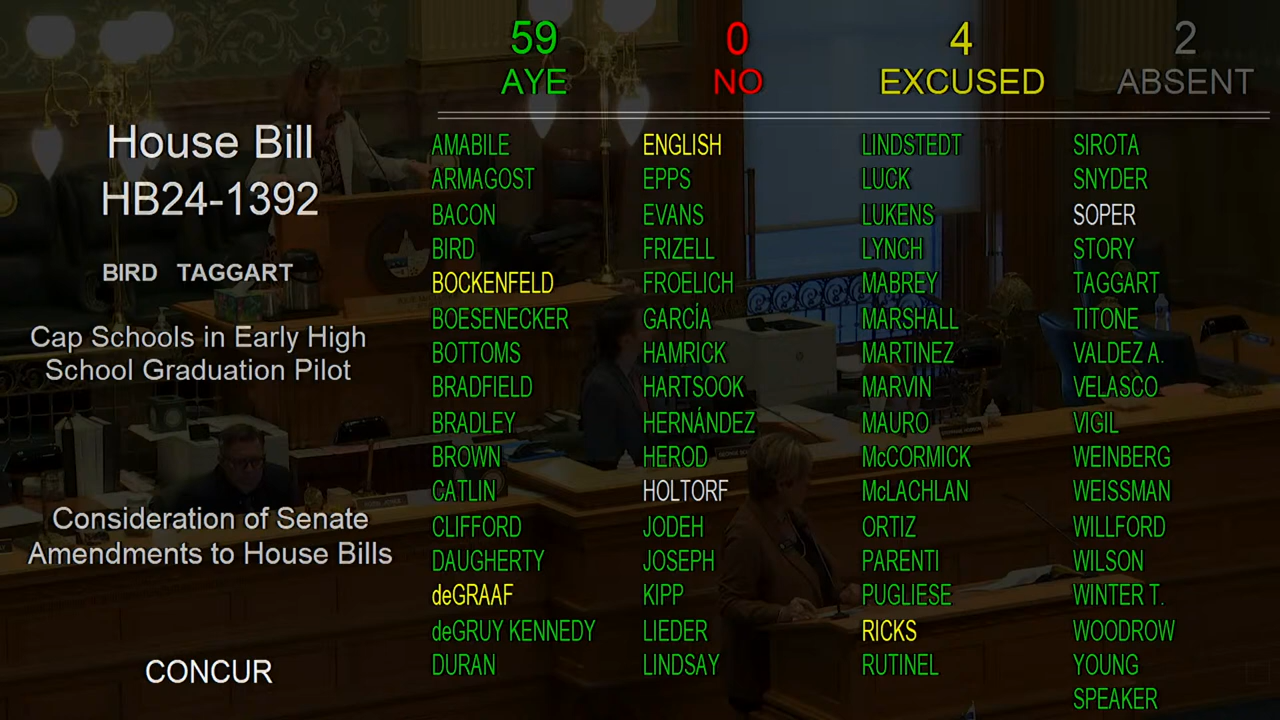 59 0 4 2
AYE NO EXCUSED ABSENT
House Bill
HB24-1392
BIRD TAGGART
Cap Schools in Early High
School Graduation Pilot
Consideration of Senate
Amendments to House Bills
CONCUR
AMABILE
ARMAGOST
BACON
BIRD
BOCKENFELD
BOESENECKER
BOTTOMS
BRADFIELD
BRADLEY
BROWN
CATLIN
CLIFFORD
DAUGHERTY
deGRAAF
deGRUY KENNEDY
DURAN
ENGLISH
EPPS
EVANS
FRIZELL
FROELICH
GARCÍA
HAMRICK
HARTSOOK
HERNÁNDEZ
HEROD
HOLTORF
JODEH
JOSEPH
KIPP
LIEDER
LINDSAY
LINDSTEDT
LUCK
LUKENS
LYNCH
MABREY
MARSHALL
MARTINEZ
MARVIN
MAURO
McCORMICK
McLACHLAN
ORTIZ
PARENTI
PUGLIESE
RICKS
RUTINEL
SIROTA
SNYDER
SOPER
STORY
TAGGART
TITONE
VALDEZ A.
VELASCO
VIGIL
WEINBERG
WEISSMAN
WILLFORD
WILSON
WINTER T.
WOODROW
YOUNG
SPEAKER